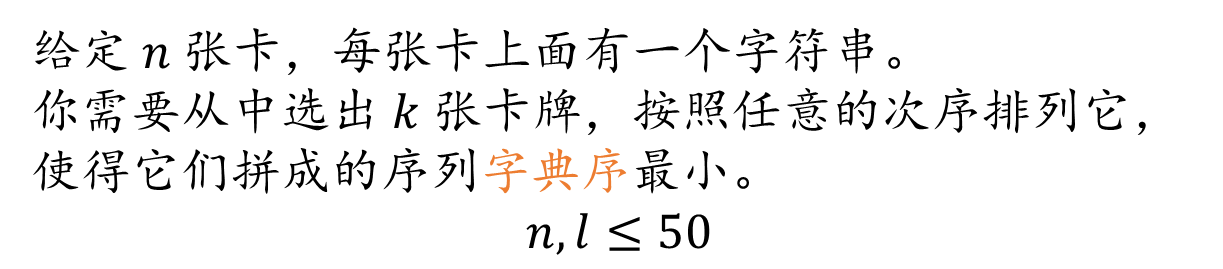 给定 n 张卡，每张卡上面有一个字符串。
你需要从中选出 k 张卡牌，按照任意的次序排列它，
使得它们拼成的序列字典序最小。
n, l ≤ 50